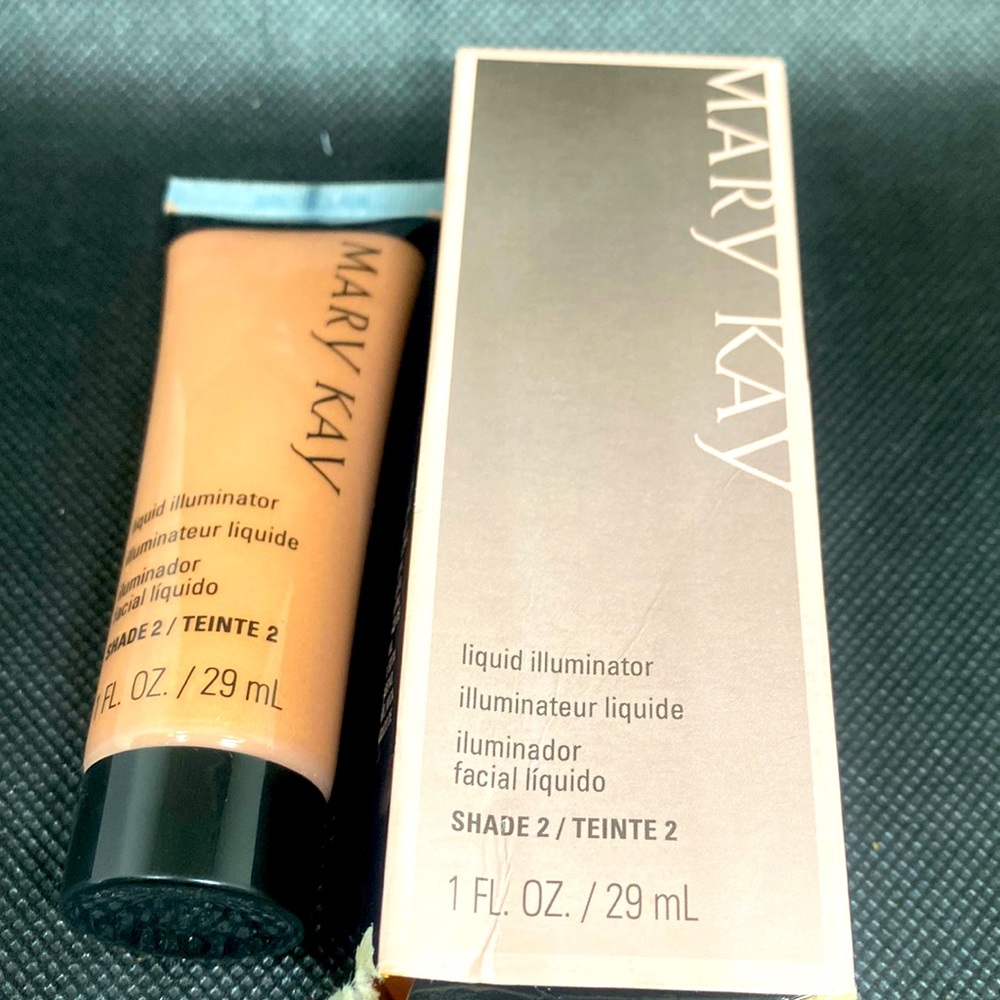 MARY KAY
liquid illuminator
illuminateur liquide
iluminador
facial líquido
SHADE 2 / TEINTE 2
1 FL. OZ. / 29 mL
MARY KAY
liquid illuminator
illuminateur liquide
iluminador
facial líquido
SHADE 2 / TEINTE 2
1 FL. OZ. / 29 mL